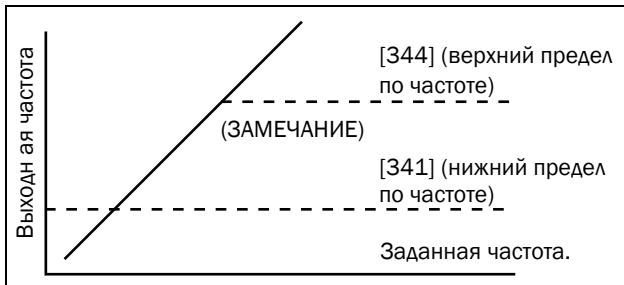 Выходн ая частота
[344] (верхний предел
по частоте)
(ЗАМЕЧАНИЕ)
[341] (нижний предел
по частоте)
Заданная частота.